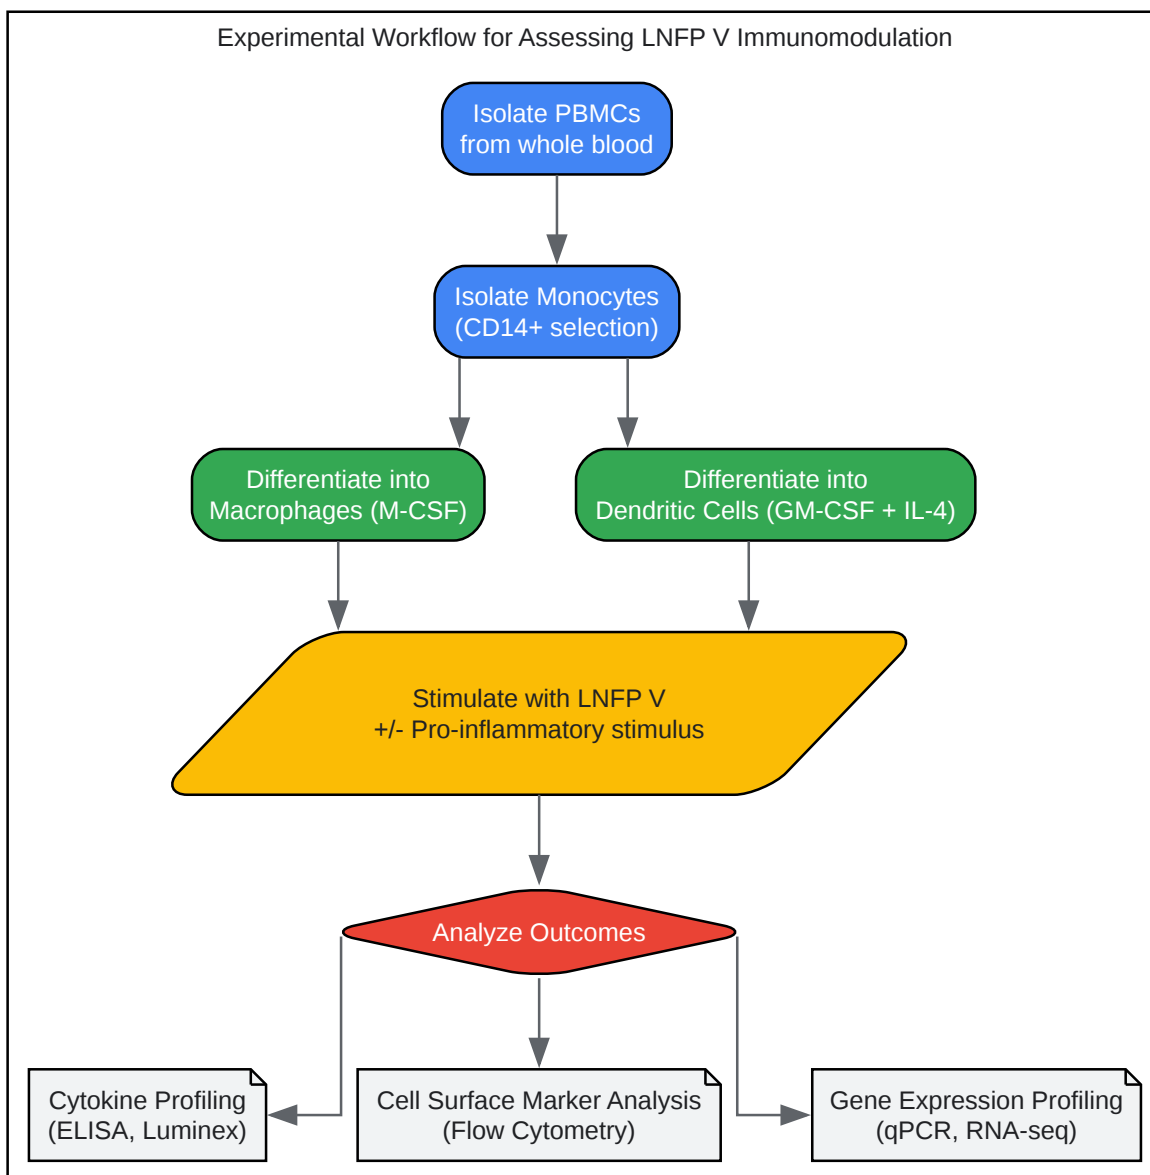 Experimental Workflow for Assessing LNFP V Immunomodulation
Isolate PBMCs
from whole blood
Isolate Monocytes
(CD14+ selection)
Differentiate into
Macrophages (M-CSF)
Differentiate into
Dendritic Cells (GM-CSF + IL-4)
Stimulate with LNFP V
+/- Pro-inflammatory stimulus
Analyze Outcomes
Cytokine Profiling
(ELISA, Luminex)
Cell Surface Marker Analysis
(Flow Cytometry)
Gene Expression Profiling
(qPCR, RNA-seq)